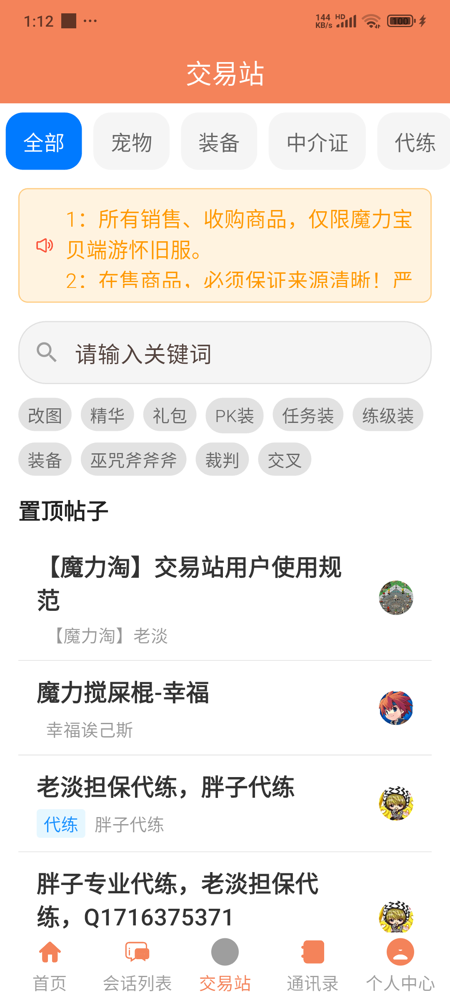 1:12
144 KB/s HD 100
交易站
全部 宠物 装备 中介证 代练
1：所有销售、收购商品，仅限魔力宝
贝端游怀旧服。
2：在售商品，必须保证来源清晰！严
请输入关键词
改图 精华 礼包 PK装 任务装 练级装
装备 巫咒斧斧斧 裁判 交叉
置顶帖子
【魔力淘】交易站用户使用规
范
【魔力淘】老淡
魔力搅屎棍-幸福
幸福诶己斯
老淡担保代练，胖子代练
代练 胖子代练
胖子专业代练，老淡担保代
练，Q1716375371
首页 会话列表 交易站 通讯录 个人中心